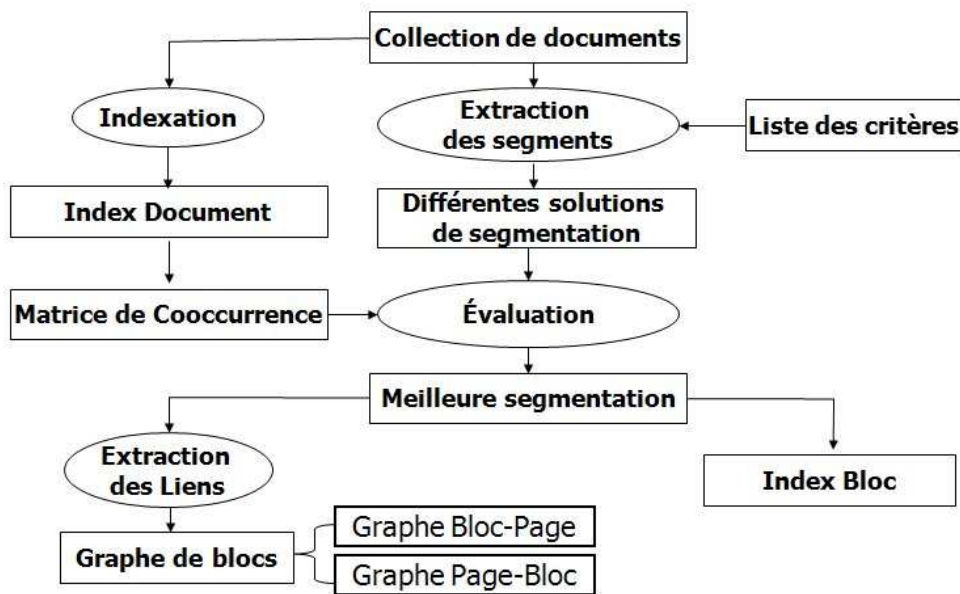 Collection de documents
Indexation
Extraction
des segments
Liste des critères
Index Document
Différentes solutions
de segmentation
Matrice de Cooccurrence
Évaluation
Meilleure segmentation
Extraction
des Liens
Index Bloc
Graphe de blocs
Graphe Bloc-Page
Graphe Page-Bloc